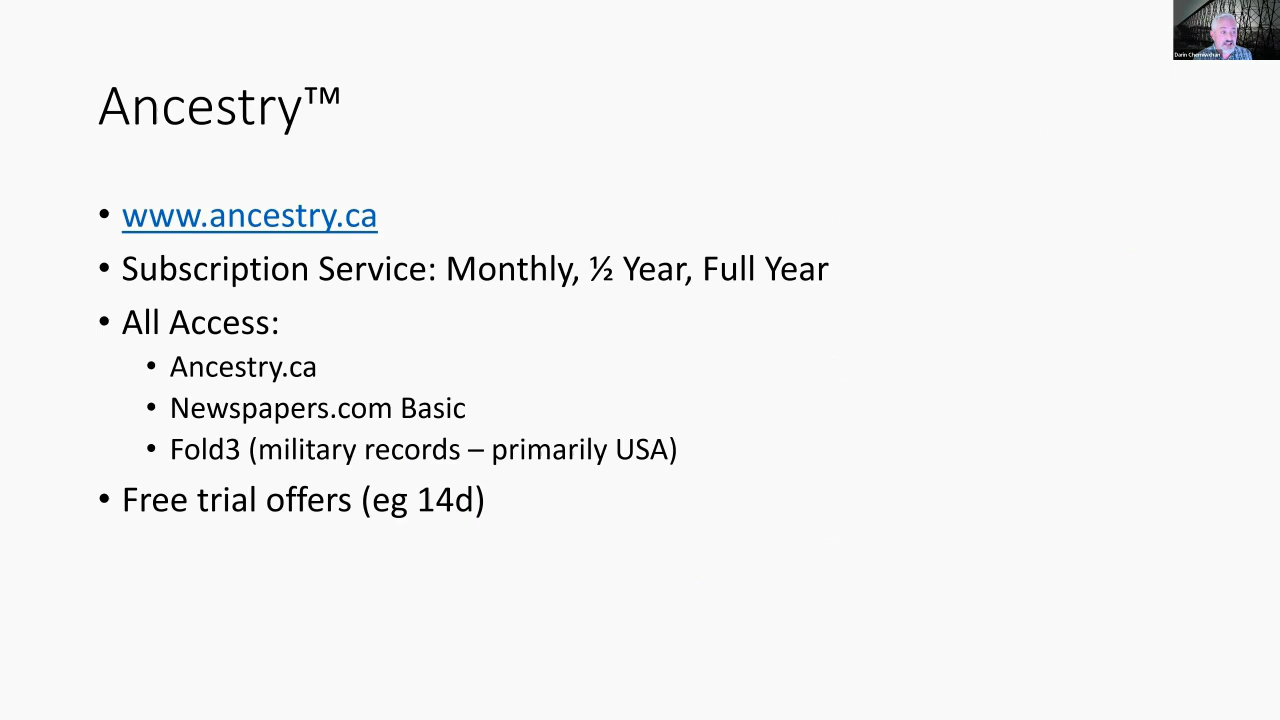 Ancestry™
• www.ancestry.ca
• Subscription Service: Monthly, ½ Year, Full Year
• All Access:
• Ancestry.ca
• Newspapers.com Basic
• Fold3 (military records – primarily USA)
• Free trial offers (eg 14d)
Darin